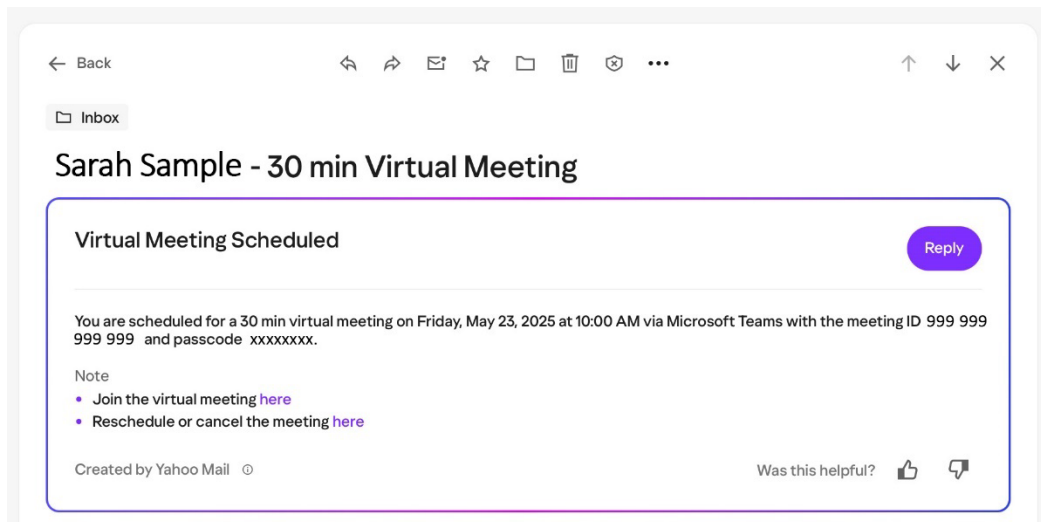 Back
Inbox
Sarah Sample - 30 min Virtual Meeting
Virtual Meeting Scheduled
Reply
You are scheduled for a 30 min virtual meeting on Friday, May 23, 2025 at 10:00 AM via Microsoft Teams with the meeting ID 999 999
999 999 and passcode xxxxxxxx.
Note
• Join the virtual meeting here
• Reschedule or cancel the meeting here
Created by Yahoo Mail
Was this helpful?